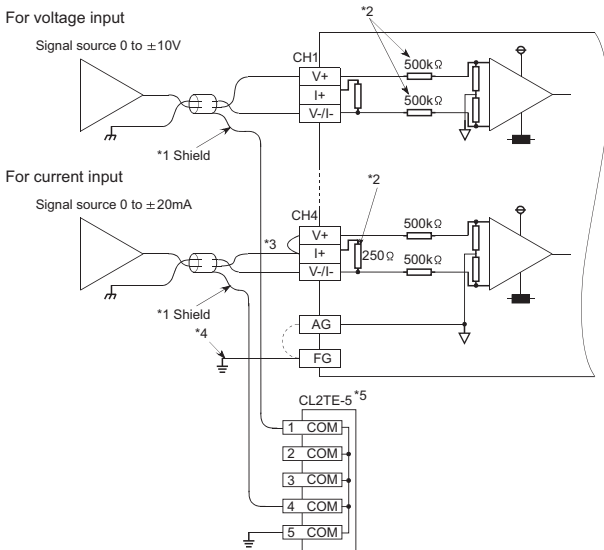 For voltage input
Signal source 0 to ±10V
*2
CH1
V+
I+
V-/I-
500kΩ
500kΩ
*1 Shield
For current input
Signal source 0 to ±20mA
*2
*3
CH4
V+
I+
V-/I-
250Ω
500kΩ
500kΩ
*1 Shield
*4
AG
FG
CL2TE-5 *5
1 COM
2 COM
3 COM
4 COM
5 COM